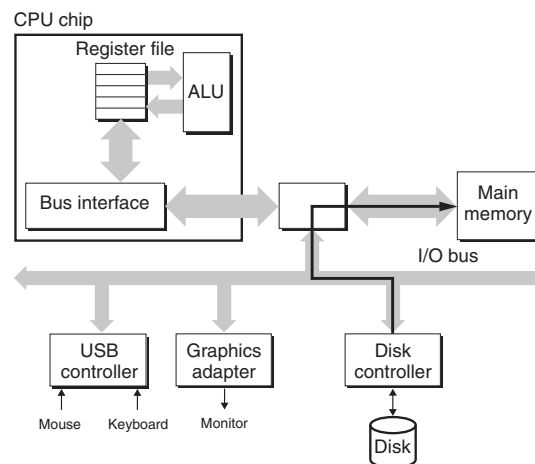 CPU chip
Register file
ALU
Bus interface
Main
memory
I/O bus
USB
controller
Graphics
adapter
Disk
controller
Mouse
Keyboard
Monitor
Disk